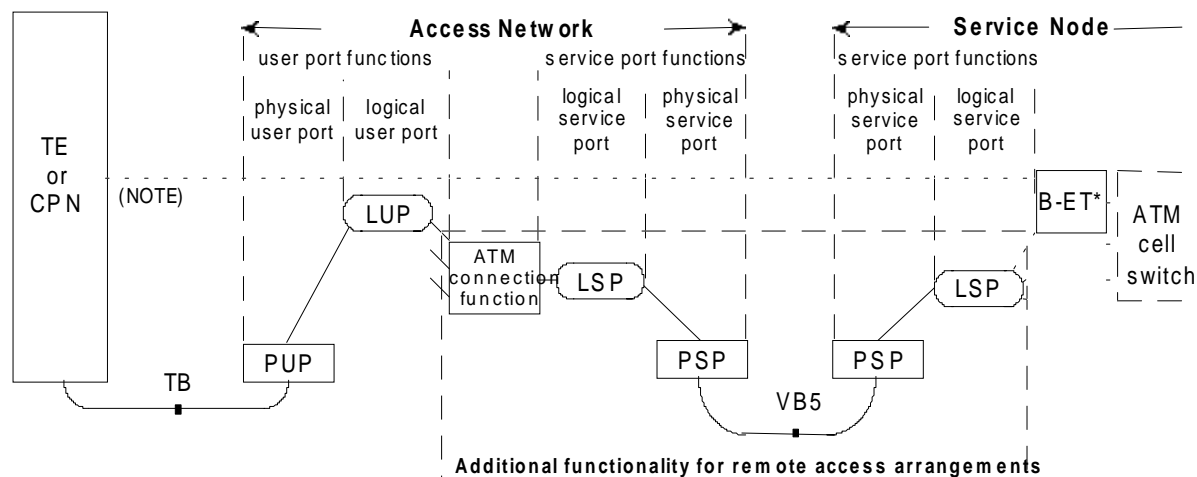 Access Network
Service Node
user port functions
service port functions
service port functions
physical
user port
logical
user port
logical
service
port
physical
service
port
physical
service
port
logical
service
port
TE
or
CPN
(NOTE)
LUP
B-ET*
ATM
cell
switch
ATM
connection
function
LSP
LSP
PUP
PSP
PSP
TB
VB5
Additional functionality for remote access arrangements